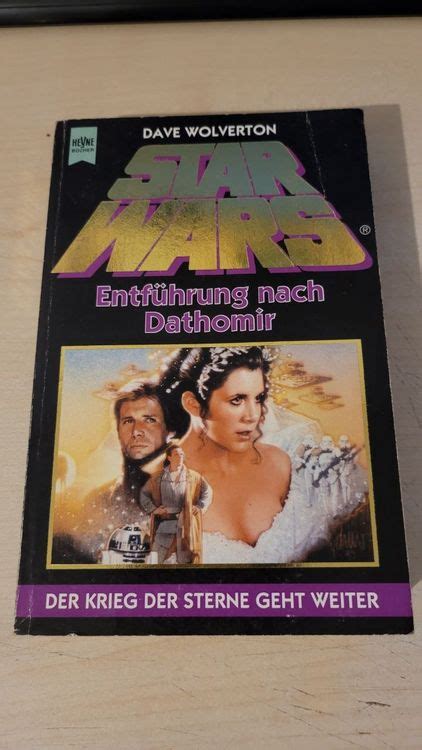 DAVE WOLVERTON
HEYNE
BÜCHER
STAR
WARS®
Entführung nach
Dathomir
DER KRIEG DER STERNE GEHT WEITER